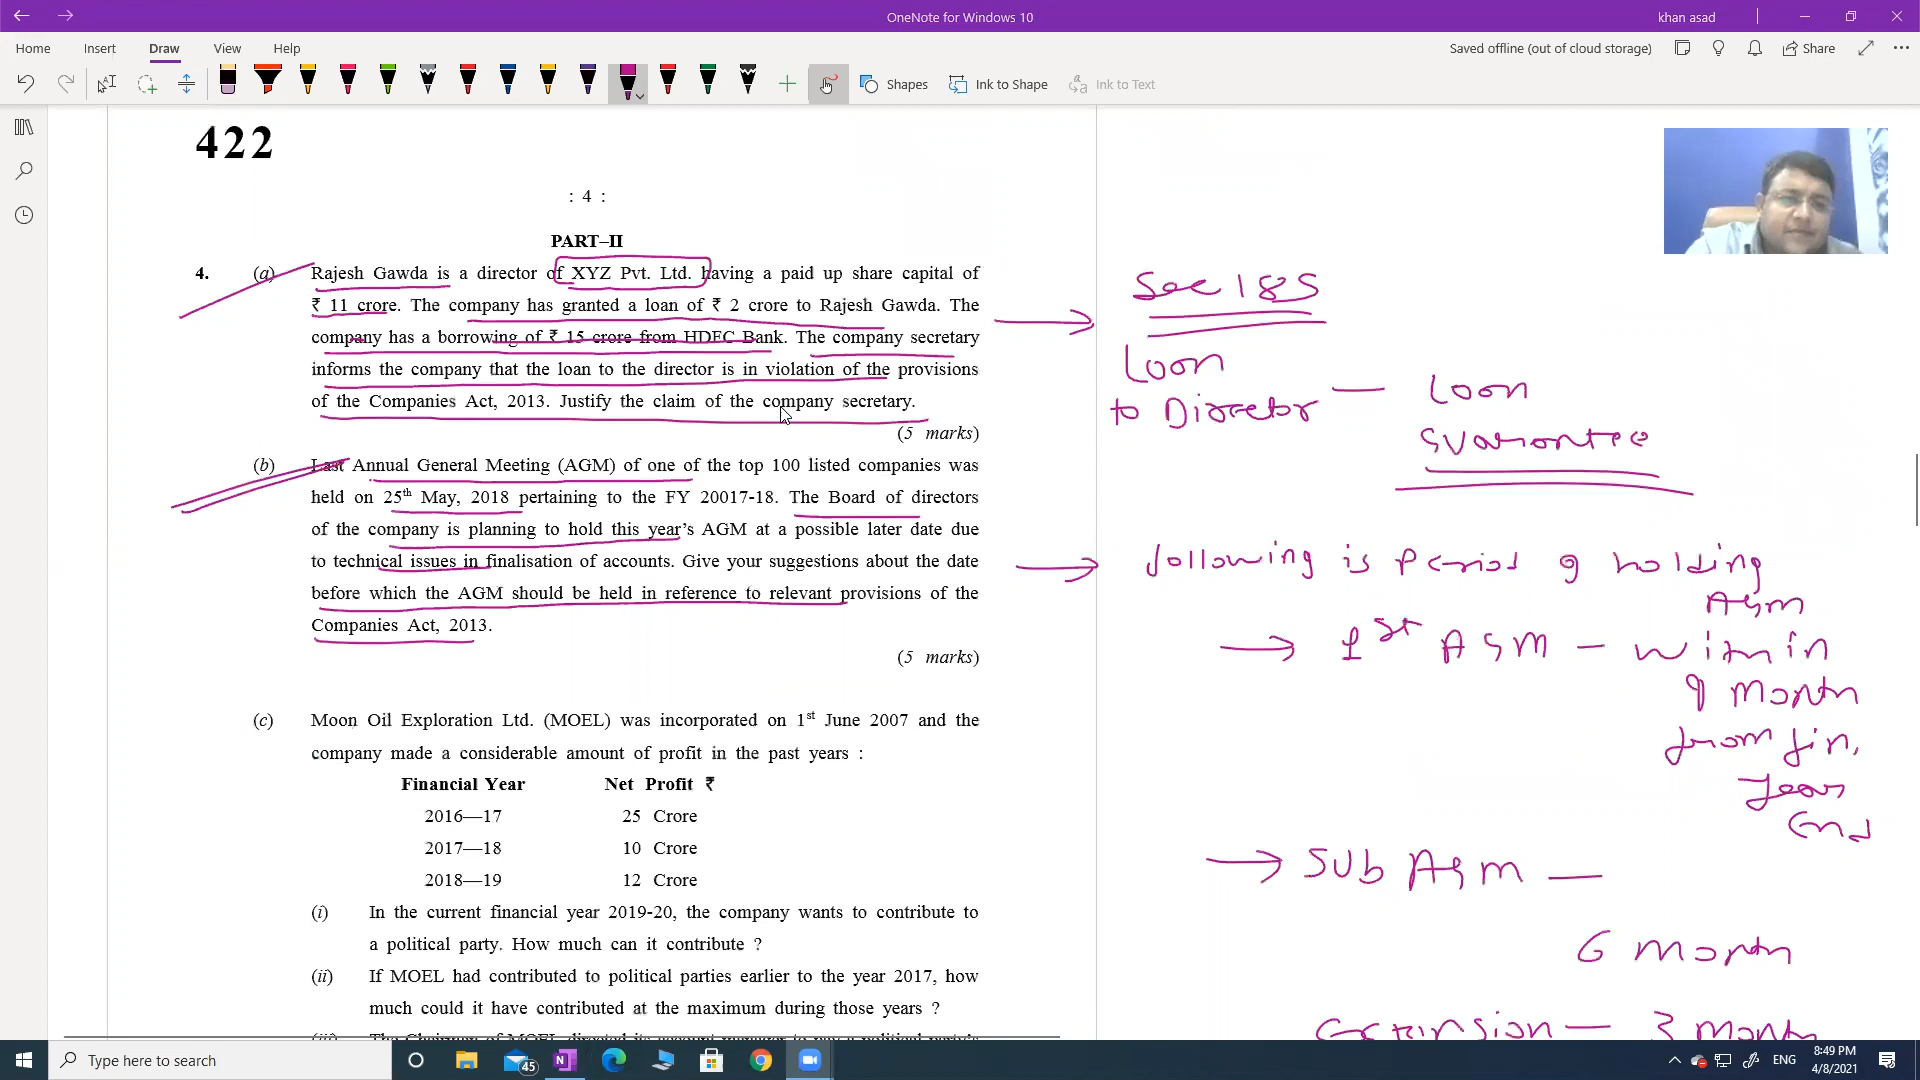 OneNote for Windows 10
khan asad
Home Insert Draw View Help
Saved offline (out of cloud storage)
Share
Shapes
Ink to Shape
Ink to Text
422
: 4 :
PART–II
4. (a) Rajesh Gawda is a director of XYZ Pvt. Ltd. having a paid up share capital of
₹ 11 crore. The company has granted a loan of ₹ 2 crore to Rajesh Gawda. The
company has a borrowing of ₹ 15 crore from HDFC Bank. The company secretary
informs the company that the loan to the director is in violation of the provisions
of the Companies Act, 2013. Justify the claim of the company secretary.
(5 marks)
(b) Last Annual General Meeting (AGM) of one of the top 100 listed companies was
held on 25th May, 2018 pertaining to the FY 20017-18. The Board of directors
of the company is planning to hold this year's AGM at a possible later date due
to technical issues in finalisation of accounts. Give your suggestions about the date
before which the AGM should be held in reference to relevant provisions of the
Companies Act, 2013.
(5 marks)
(c) Moon Oil Exploration Ltd. (MOEL) was incorporated on 1st June 2007 and the
company made a considerable amount of profit in the past years :
Financial Year Net Profit ₹
2016—17 25 Crore
2017—18 10 Crore
2018—19 12 Crore
(i) In the current financial year 2019-20, the company wants to contribute to
a political party. How much can it contribute ?
(ii) If MOEL had contributed to political parties earlier to the year 2017, how
much could it have contributed at the maximum during those years ?
Sec 185
Loan
to Director — Loan
guarantee
following is period of holding
AGM
→ 1st AGM – within
9 month
from fin.
year
end
→ Sub AGM —
6 month
extension — 3 month
Type here to search
45
ENG
8:49 PM
4/8/2021